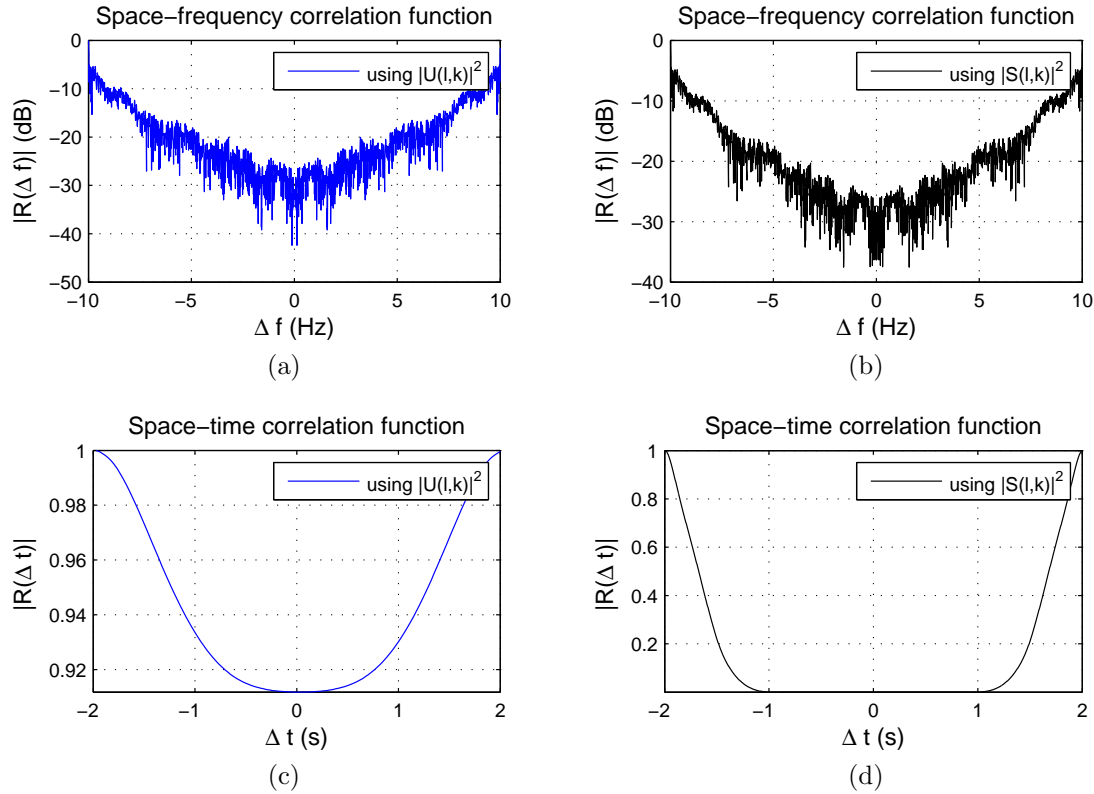 Space−frequency correlation function
using |U(l,k)|²
|R(Δ f)| (dB)
0
−10
−20
−30
−40
−50
−10
−5
0
5
10
Δ f (Hz)
(a)
Space−frequency correlation function
using |S(l,k)|²
|R(Δ f)| (dB)
0
−10
−20
−30
−40
−10
−5
0
5
10
Δ f (Hz)
(b)
Space−time correlation function
using |U(l,k)|²
|R(Δ t)|
1
0.98
0.96
0.94
0.92
−2
−1
0
1
2
Δ t (s)
(c)
Space−time correlation function
using |S(l,k)|²
|R(Δ t)|
1
0.8
0.6
0.4
0.2
−2
−1
0
1
2
Δ t (s)
(d)